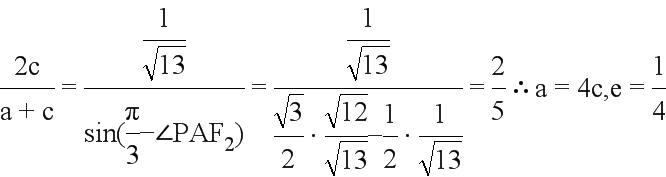 2c/(a + c) = (1/√13)/(sin(π/3−∠PAF₂)) = (1/√13)/(√3/2 · √12/√13 − 1/2 · 1/√13) = 2/5 ∴ a = 4c,e = 1/4